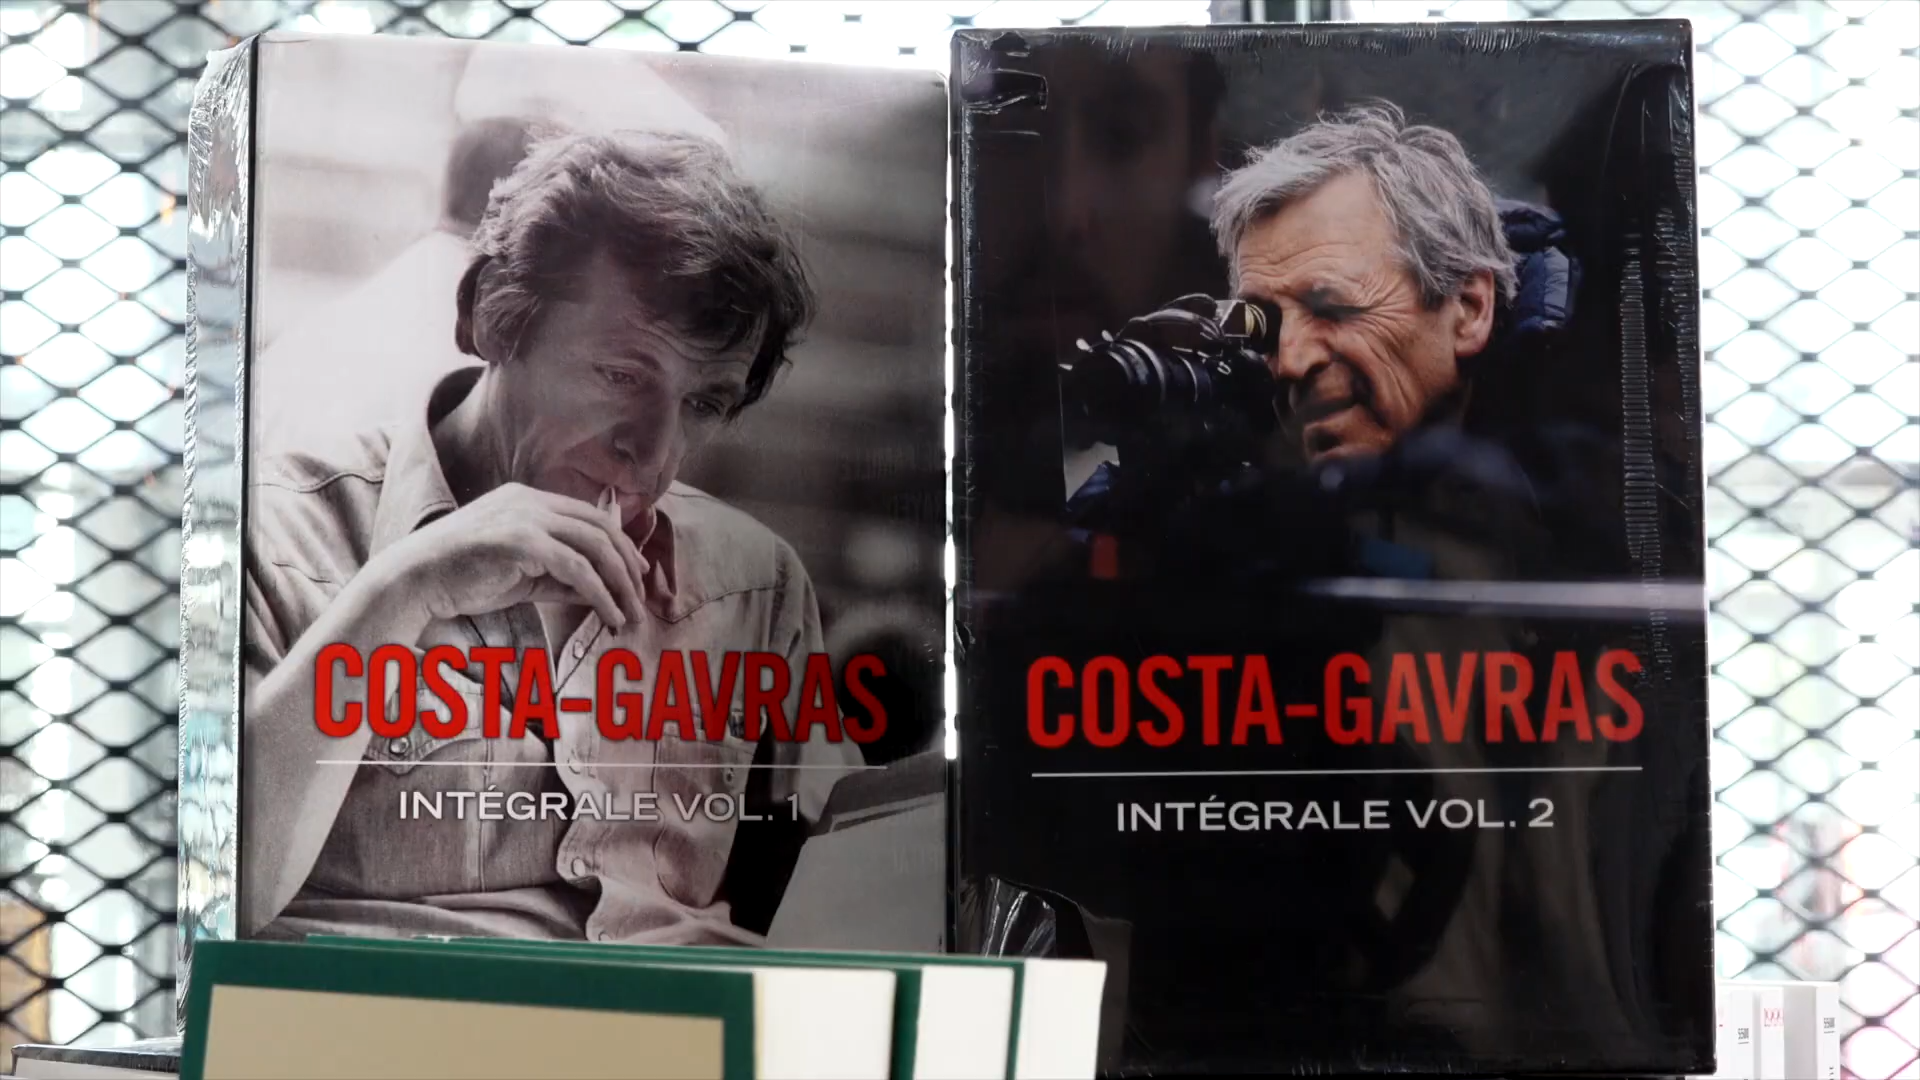 COSTA-GAVRAS
INTÉGRALE VOL. 1
COSTA-GAVRAS
INTÉGRALE VOL. 2